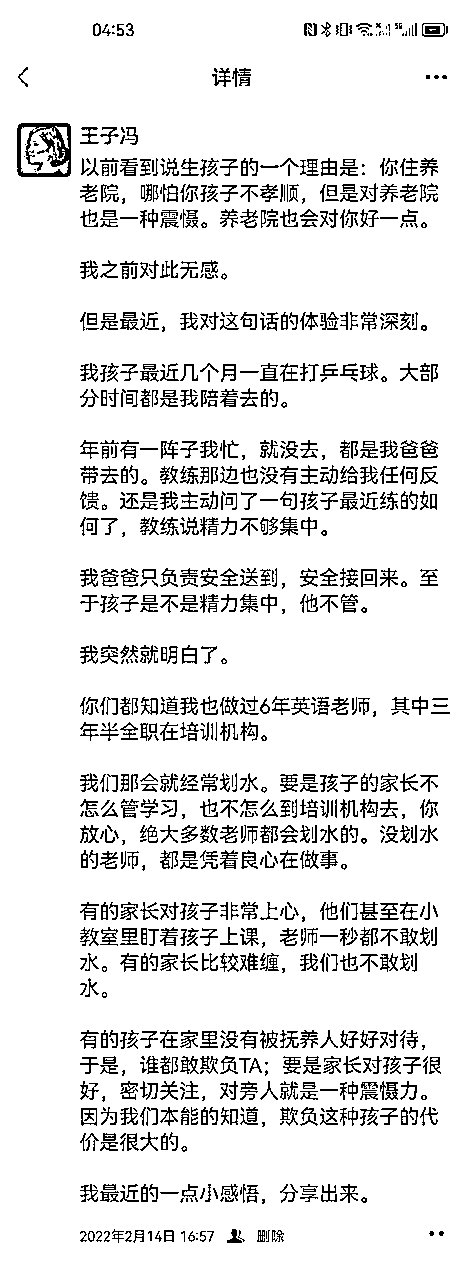 04:53
详情
王子冯
以前看到说生孩子的一个理由是：你住养
老院，哪怕你孩子不孝顺，但是对养老院
也是一种震慑。养老院也会对你好一点。
我之前对此无感。
但是最近，我对这句话的体验非常深刻。
我孩子最近几个月一直在打乒乓球。大部
分时间都是我陪着去的。
年前有一阵子我忙，就没去，都是我爸爸
带去的。教练那边也没有主动给我任何反
馈。还是我主动问了一句孩子最近练的如
何了，教练说精力不够集中。
我爸爸只负责安全送到，安全接回来。至
于孩子是不是精力集中，他不管。
我突然就明白了。
你们都知道我也做过6年英语老师，其中三
年半全职在培训机构。
我们那会就经常划水。要是孩子的家长不
怎么管学习，也不怎么到培训机构去，你
放心，绝大多数老师都会划水的。没划水
的老师，都是凭着良心在做事。
有的家长对孩子非常上心，他们甚至在小
教室里盯着孩子上课，老师一秒都不敢划
水。有的家长比较难缠，我们也不敢划
水。
有的孩子在家里没有被抚养人好好对待，
于是，谁都敢欺负TA；要是家长对孩子很
好，密切关注，对旁人就是一种震慑力。
因为我们本能的知道，欺负这种孩子的代
价是很大的。
我最近的一点小感悟，分享出来。
2022年2月14日 16:57 删除